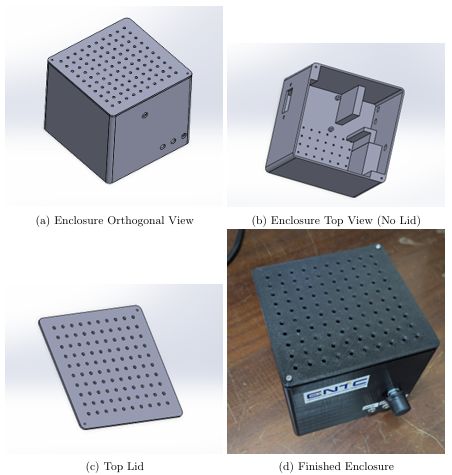 (a) Enclosure Orthogonal View
(b) Enclosure Top View (No Lid)
ENTC
(c) Top Lid
(d) Finished Enclosure